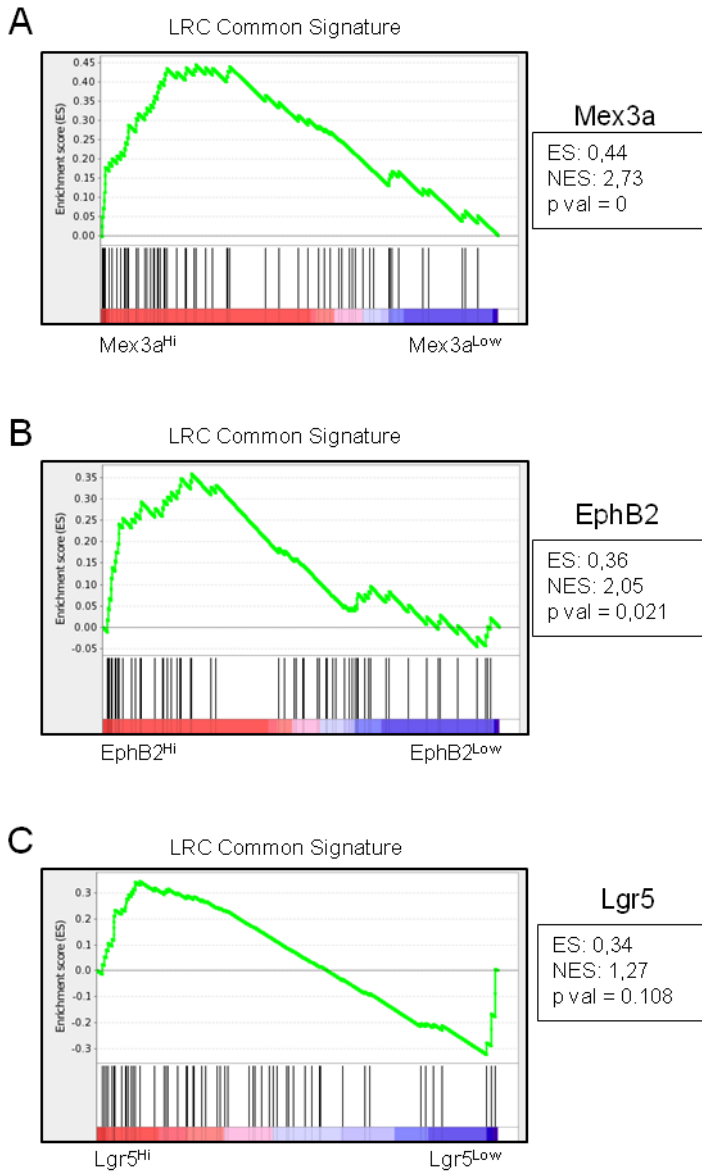 A
LRC Common Signature
0.45
0.40
0.35
0.30
0.25
0.20
0.15
0.10
0.05
0.00
Enrichment score (ES)
Mex3aHi
Mex3aLow
Mex3a
ES: 0,44
NES: 2,73
p val = 0
B
LRC Common Signature
0.35
0.30
0.25
0.20
0.15
0.10
0.05
0.00
-0.05
Enrichment score (ES)
EphB2Hi
EphB2Low
EphB2
ES: 0,36
NES: 2,05
p val = 0,021
C
LRC Common Signature
0.3
0.2
0.1
0.0
-0.1
-0.2
-0.3
Enrichment score (ES)
Lgr5Hi
Lgr5Low
Lgr5
ES: 0,34
NES: 1,27
p val = 0.108